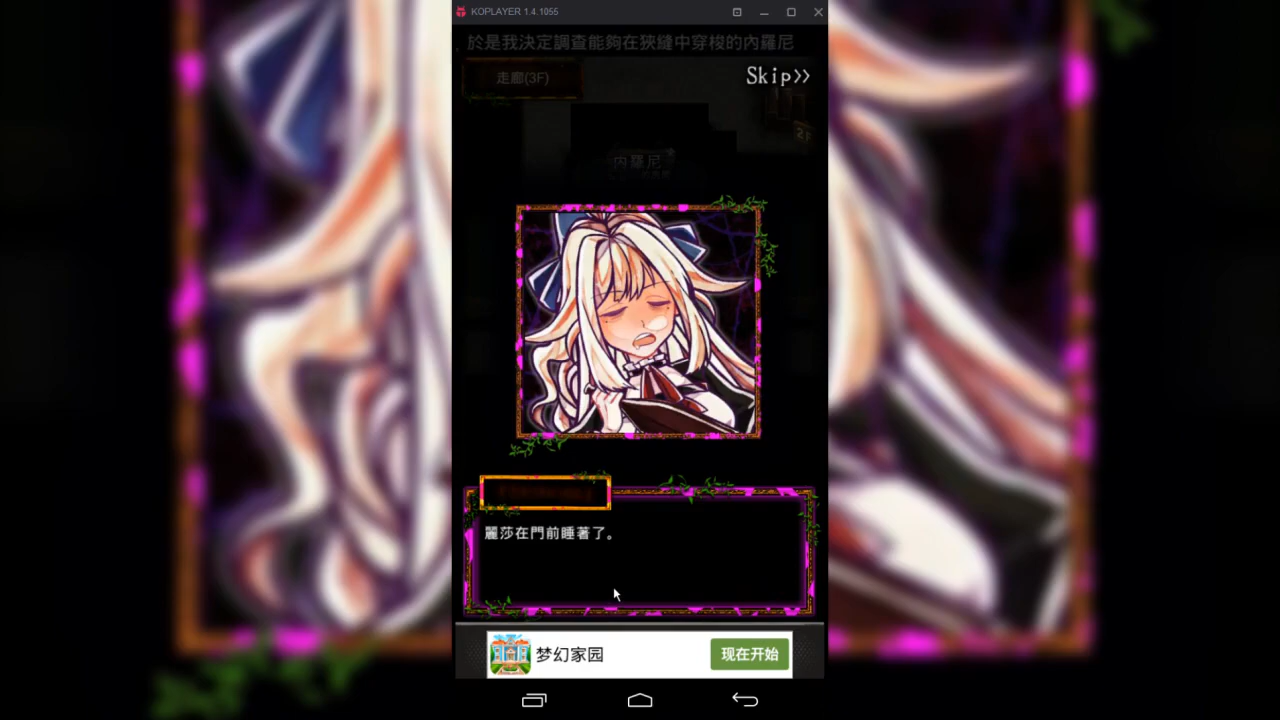 KOPLAYER 1.4.1055
於是我決定調查能夠在狹縫中穿梭的內羅尼
走廊(3F)
Skip>>
2F
內羅尼
麗莎在門前睡著了。
梦幻家园
现在开始